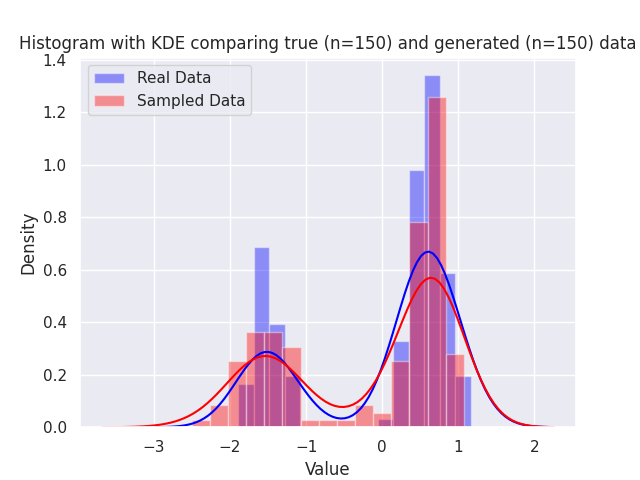 Histogram with KDE comparing true (n=150) and generated (n=150) data
Real Data
Sampled Data
Density
1.4
1.2
1.0
0.8
0.6
0.4
0.2
0.0
−3 −2 −1 0 1 2
Value